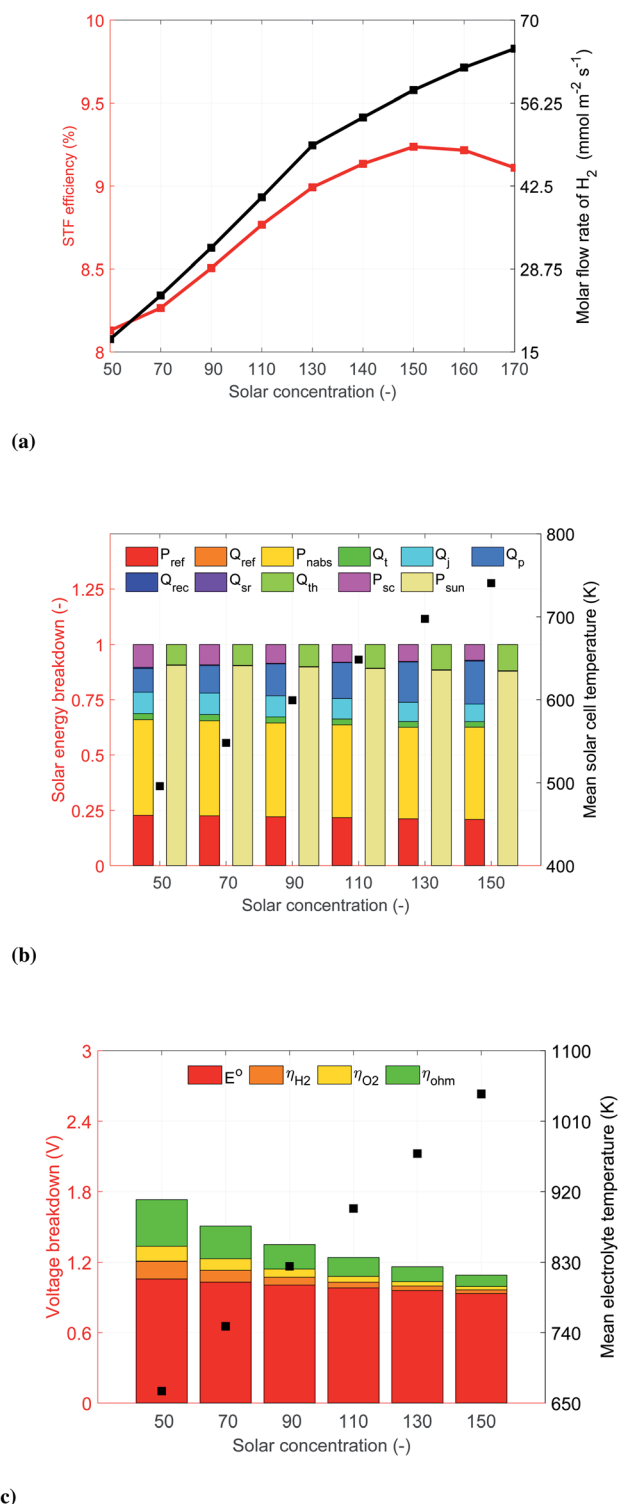 10 70
9.5 56.25
9 42.5
8.5 28.75
8 15
STF efficiency (%)
Molar flow rate of H2 (mmol m-2 s-1)
50 70 90 110 130 140 150 160 170
Solar concentration (-)
(a)
800
Pref Qref Pnabs Qt Qj Qp
Qrec Qsr Qth Psc Psun
1.25 700
1
0.75 600
0.5 500
0.25
0 400
Solar energy breakdown (-)
Mean solar cell temperature (K)
50 70 90 110 130 150
Solar concentration (-)
(b)
3 1100
Eo ηH2 ηO2 ηohm
2.4 1010
1.8 920
1.2 830
0.6 740
0 650
Voltage breakdown (V)
Mean electrolyte temperature (K)
50 70 90 110 130 150
Solar concentration (-)
c)